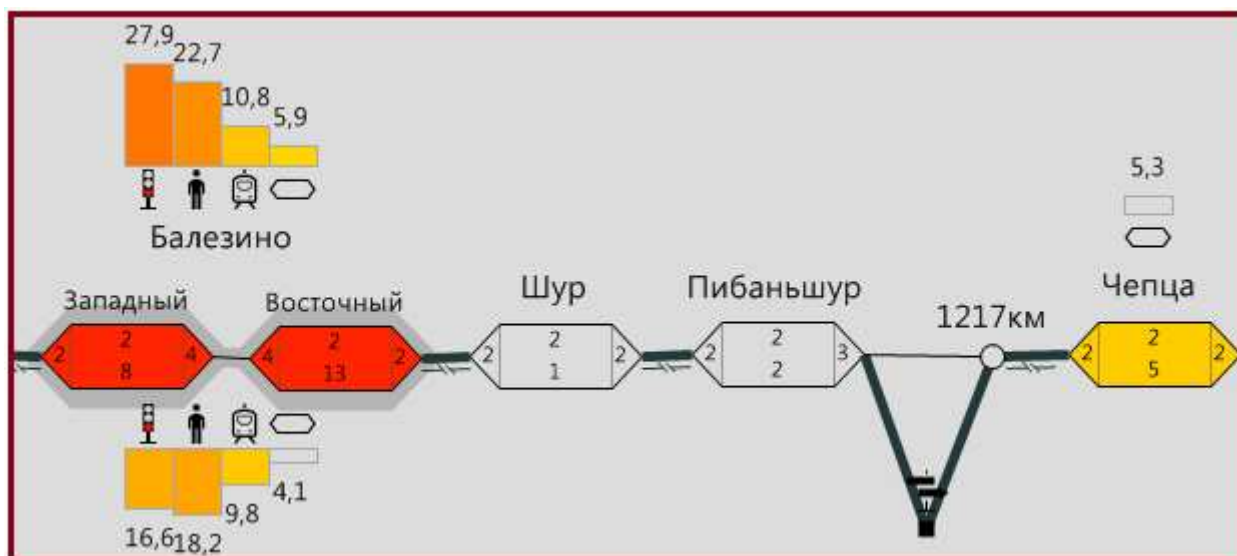 27,9
22,7
10,8
5,9
5,3
Балезино
Западный
Восточный
Шур
Пибаньшур
1217км
Чепца
2 2 8 4
4 2 13 2
2 2 1 2
2 2 2 3
2 2 5 2
16,6
18,2
9,8
4,1